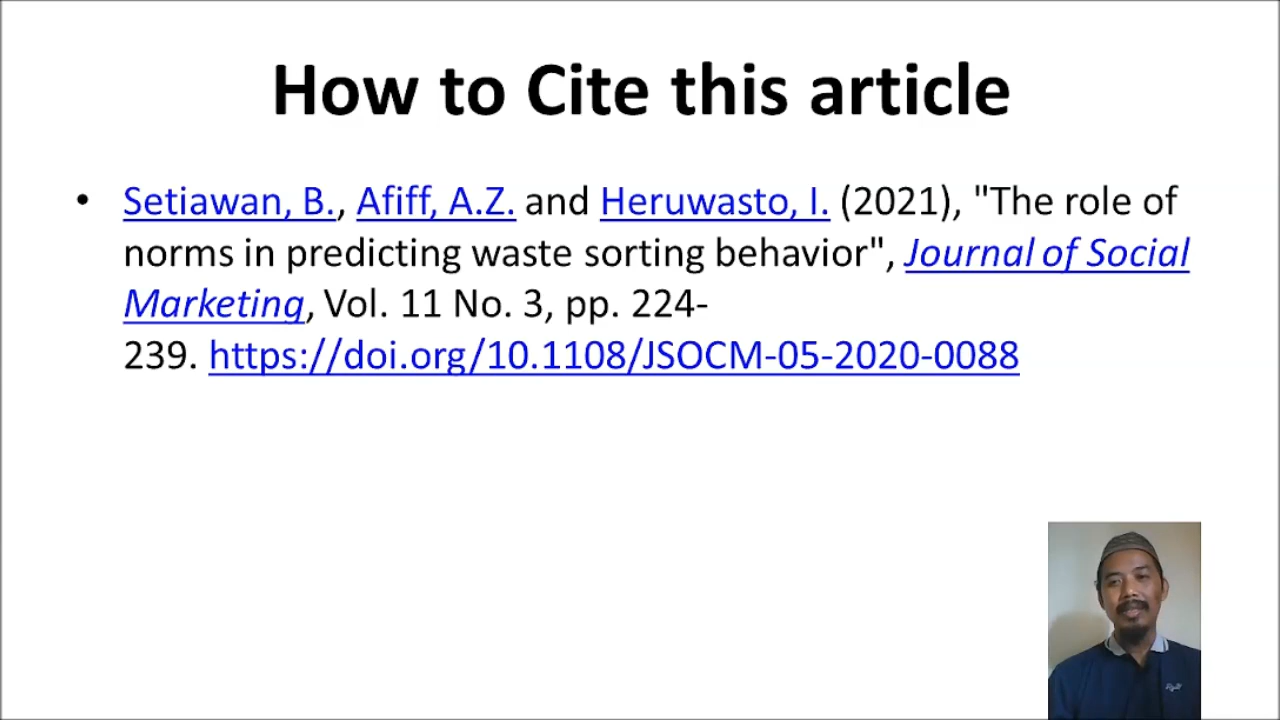 How to Cite this article
• Setiawan, B., Afiff, A.Z. and Heruwasto, I. (2021), "The role of
norms in predicting waste sorting behavior", Journal of Social
Marketing, Vol. 11 No. 3, pp. 224-
239. https://doi.org/10.1108/JSOCM-05-2020-0088